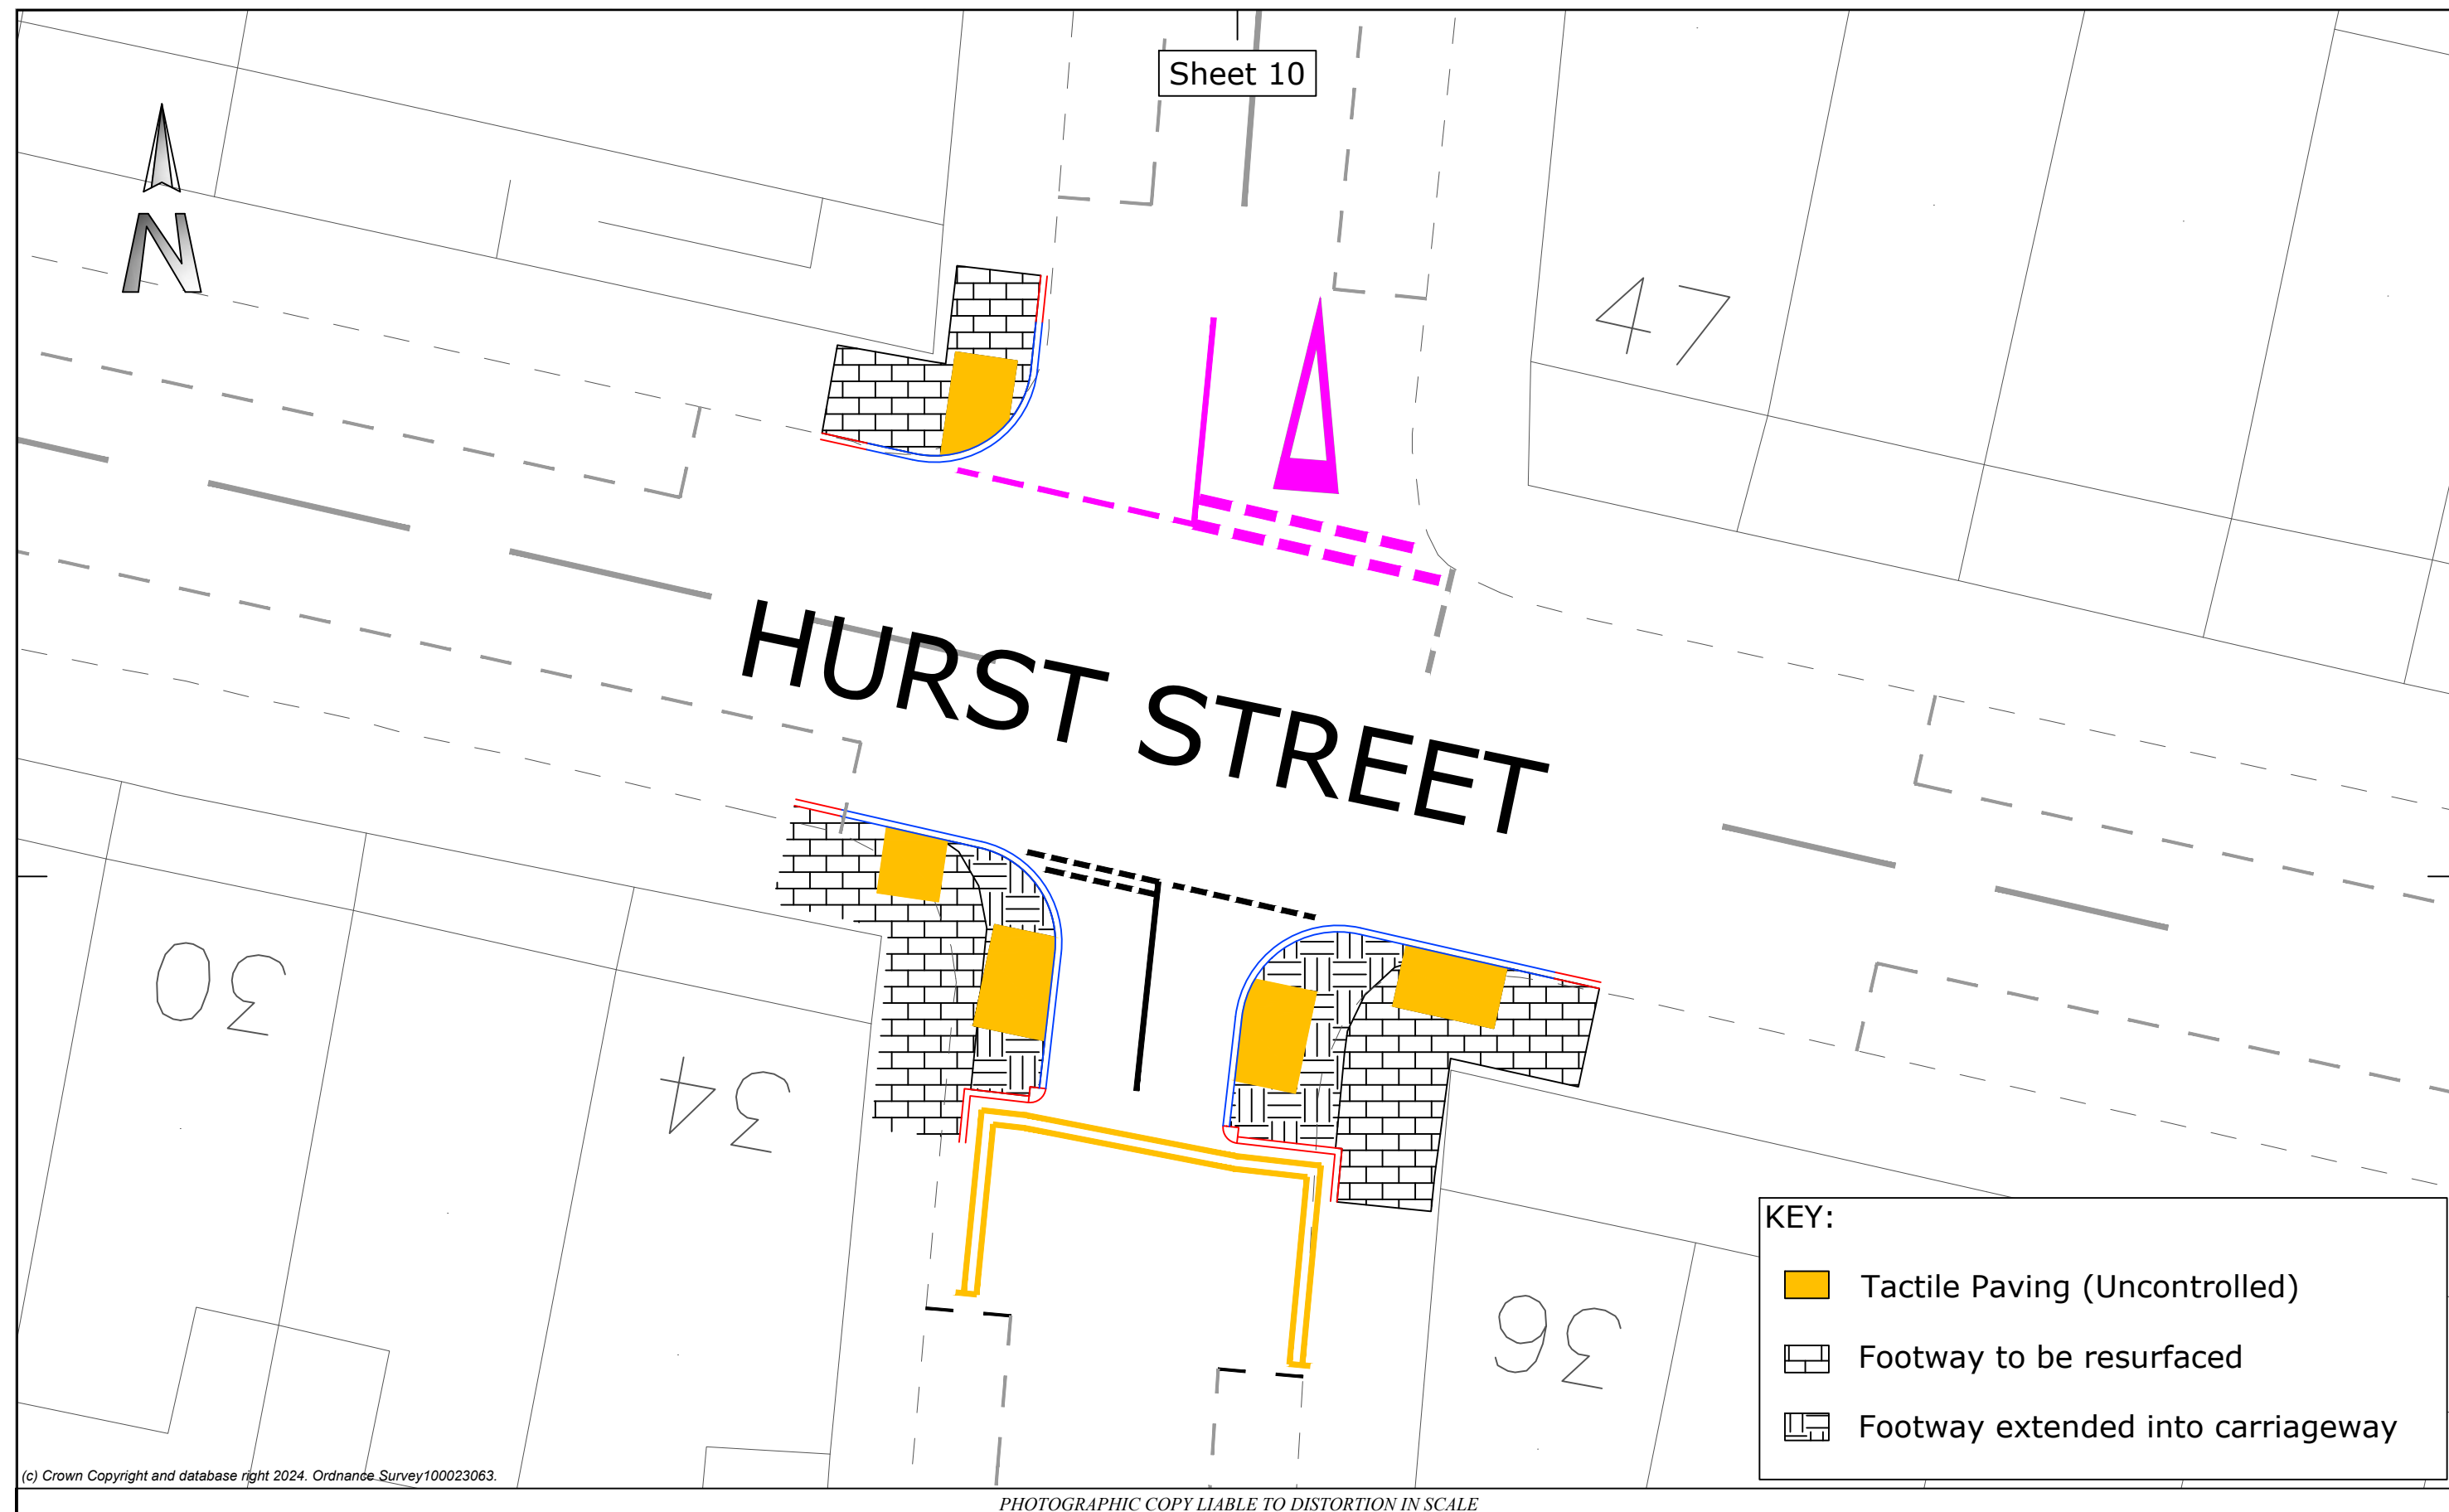 Sheet 10
N
47
HURST STREET
30
34
36
KEY:
Tactile Paving (Uncontrolled)
Footway to be resurfaced
Footway extended into carriageway
(c) Crown Copyright and database right 2024. Ordnance Survey100023063.
PHOTOGRAPHIC COPY LIABLE TO DISTORTION IN SCALE